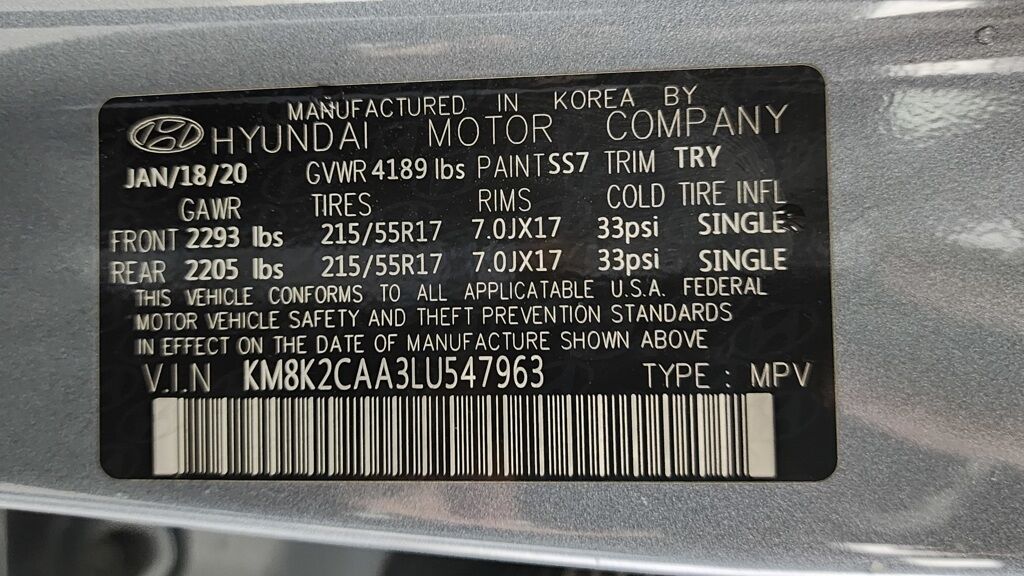 MANUFACTURED IN KOREA BY
HYUNDAI MOTOR COMPANY
JAN/18/20 GVWR 4189 lbs PAINT SS7 TRIM TRY
GAWR TIRES RIMS COLD TIRE INFL
FRONT 2293 lbs 215/55R17 7.0JX17 33psi SINGLE
REAR 2205 lbs 215/55R17 7.0JX17 33psi SINGLE
THIS VEHICLE CONFORMS TO ALL APPLICATABLE U.S.A. FEDERAL
MOTOR VEHICLE SAFETY AND THEFT PREVENTION STANDARDS
IN EFFECT ON THE DATE OF MANUFACTURE SHOWN ABOVE
V.I.N KM8K2CAA3LU547963 TYPE : MPV